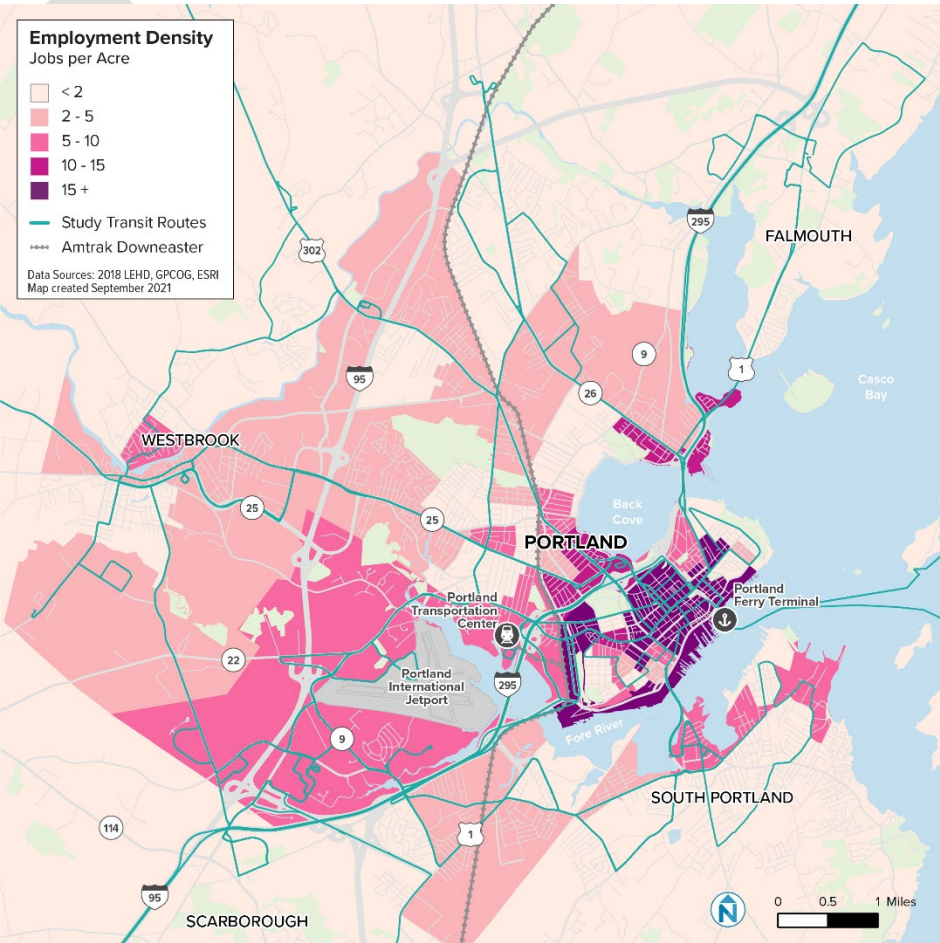 Employment Density
Jobs per Acre
< 2
2 - 5
5 - 10
10 - 15
15 +
Study Transit Routes
Amtrak Downeaster
Data Sources: 2018 LEHD, GPCOG, ESRI
Map created September 2021
302
295
FALMOUTH
9
1
95
26
Casco
Bay
WESTBROOK
25
25
Back
Cove
PORTLAND
Portland
Transportation
Center
Portland
Ferry Terminal
22
Portland
International
Jetport
295
Fore River
9
SOUTH PORTLAND
114
1
95
SCARBOROUGH
N
0 0.5 1 Miles